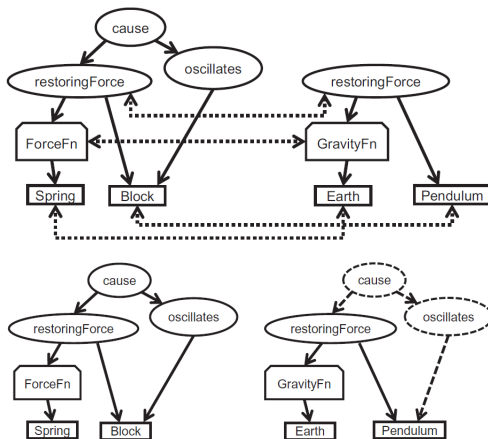 cause
restoringForce
oscillates
restoringForce
ForceFn
GravityFn
Spring
Block
Earth
Pendulum
cause
cause
oscillates
oscillates
restoringForce
restoringForce
ForceFn
GravityFn
Spring
Block
Earth
Pendulum